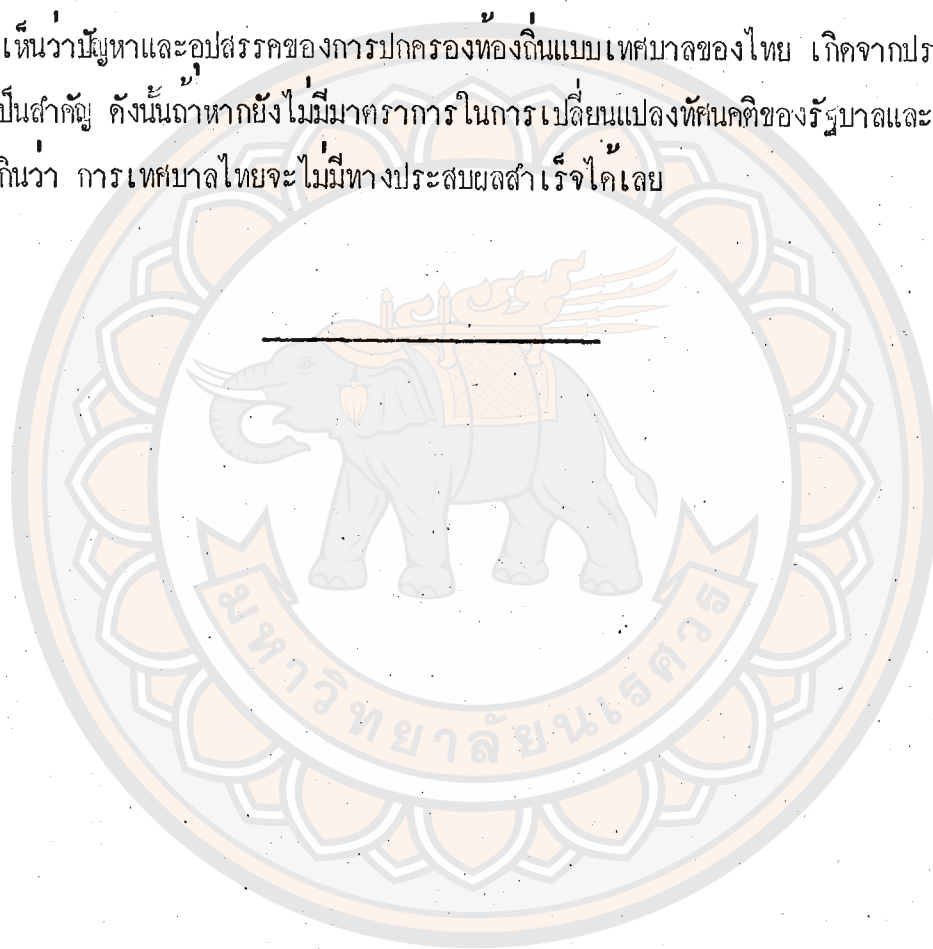 เห็นว่าปัญหาและอุปสรรคของการปกครองท้องถิ่นแบบเทศบาลของไทย เกิดจากปร
ป็นสำคัญ ดังนั้นถ้าหากยังไม่มีมาตราการในการเปลี่ยนแปลงทัศนคติของรัฐบาลและ
กินว่า การเทศบาลไทยจะไม่มีทางประสบผลสำเร็จได้เลย
มหาวิทยาลัยนเรศวร